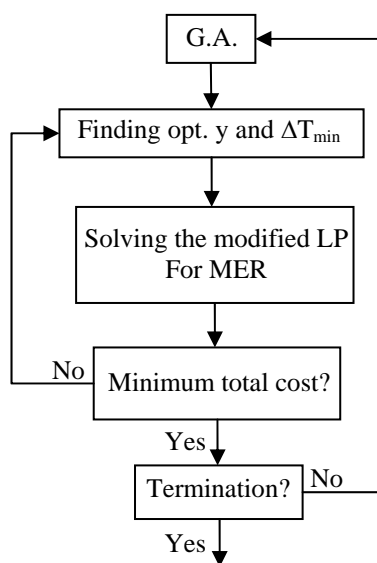 G.A.
Finding opt. y and ΔTmin
Solving the modified LP
For MER
No
Minimum total cost?
Yes
Termination?
No
Yes